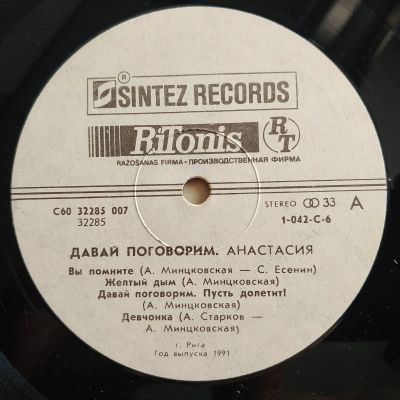 ®
SINTEZ RECORDS
RiTonis RT
RAŽOŠANAS FIRMA • ПРОИЗВОДСТВЕННАЯ ФИРМА
С60 32285 007
32285
STEREO 33 A
1-042-C-6
ДАВАЙ ПОГОВОРИМ. АНАСТАСИЯ
Вы помните (А. Минцковская — С. Есенин)
Желтый дым (А. Минцковская)
Давай поговорим. Пусть долетит!
(А. Минцковская)
Девчонка (А. Старков —
А. Минцковская)
г. Рига
Год выпуска 1991